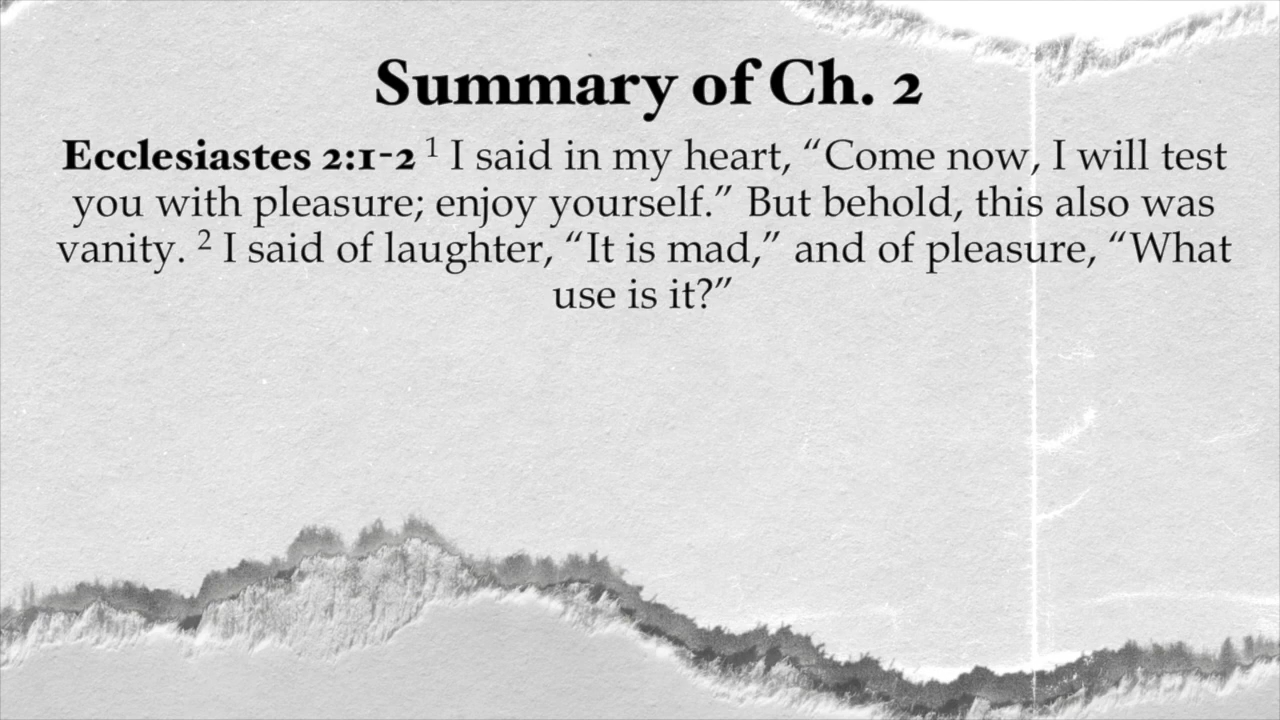 Summary of Ch. 2
Ecclesiastes 2:1-2 ¹ I said in my heart, “Come now, I will test
you with pleasure; enjoy yourself.” But behold, this also was
vanity. ² I said of laughter, “It is mad,” and of pleasure, “What
use is it?”